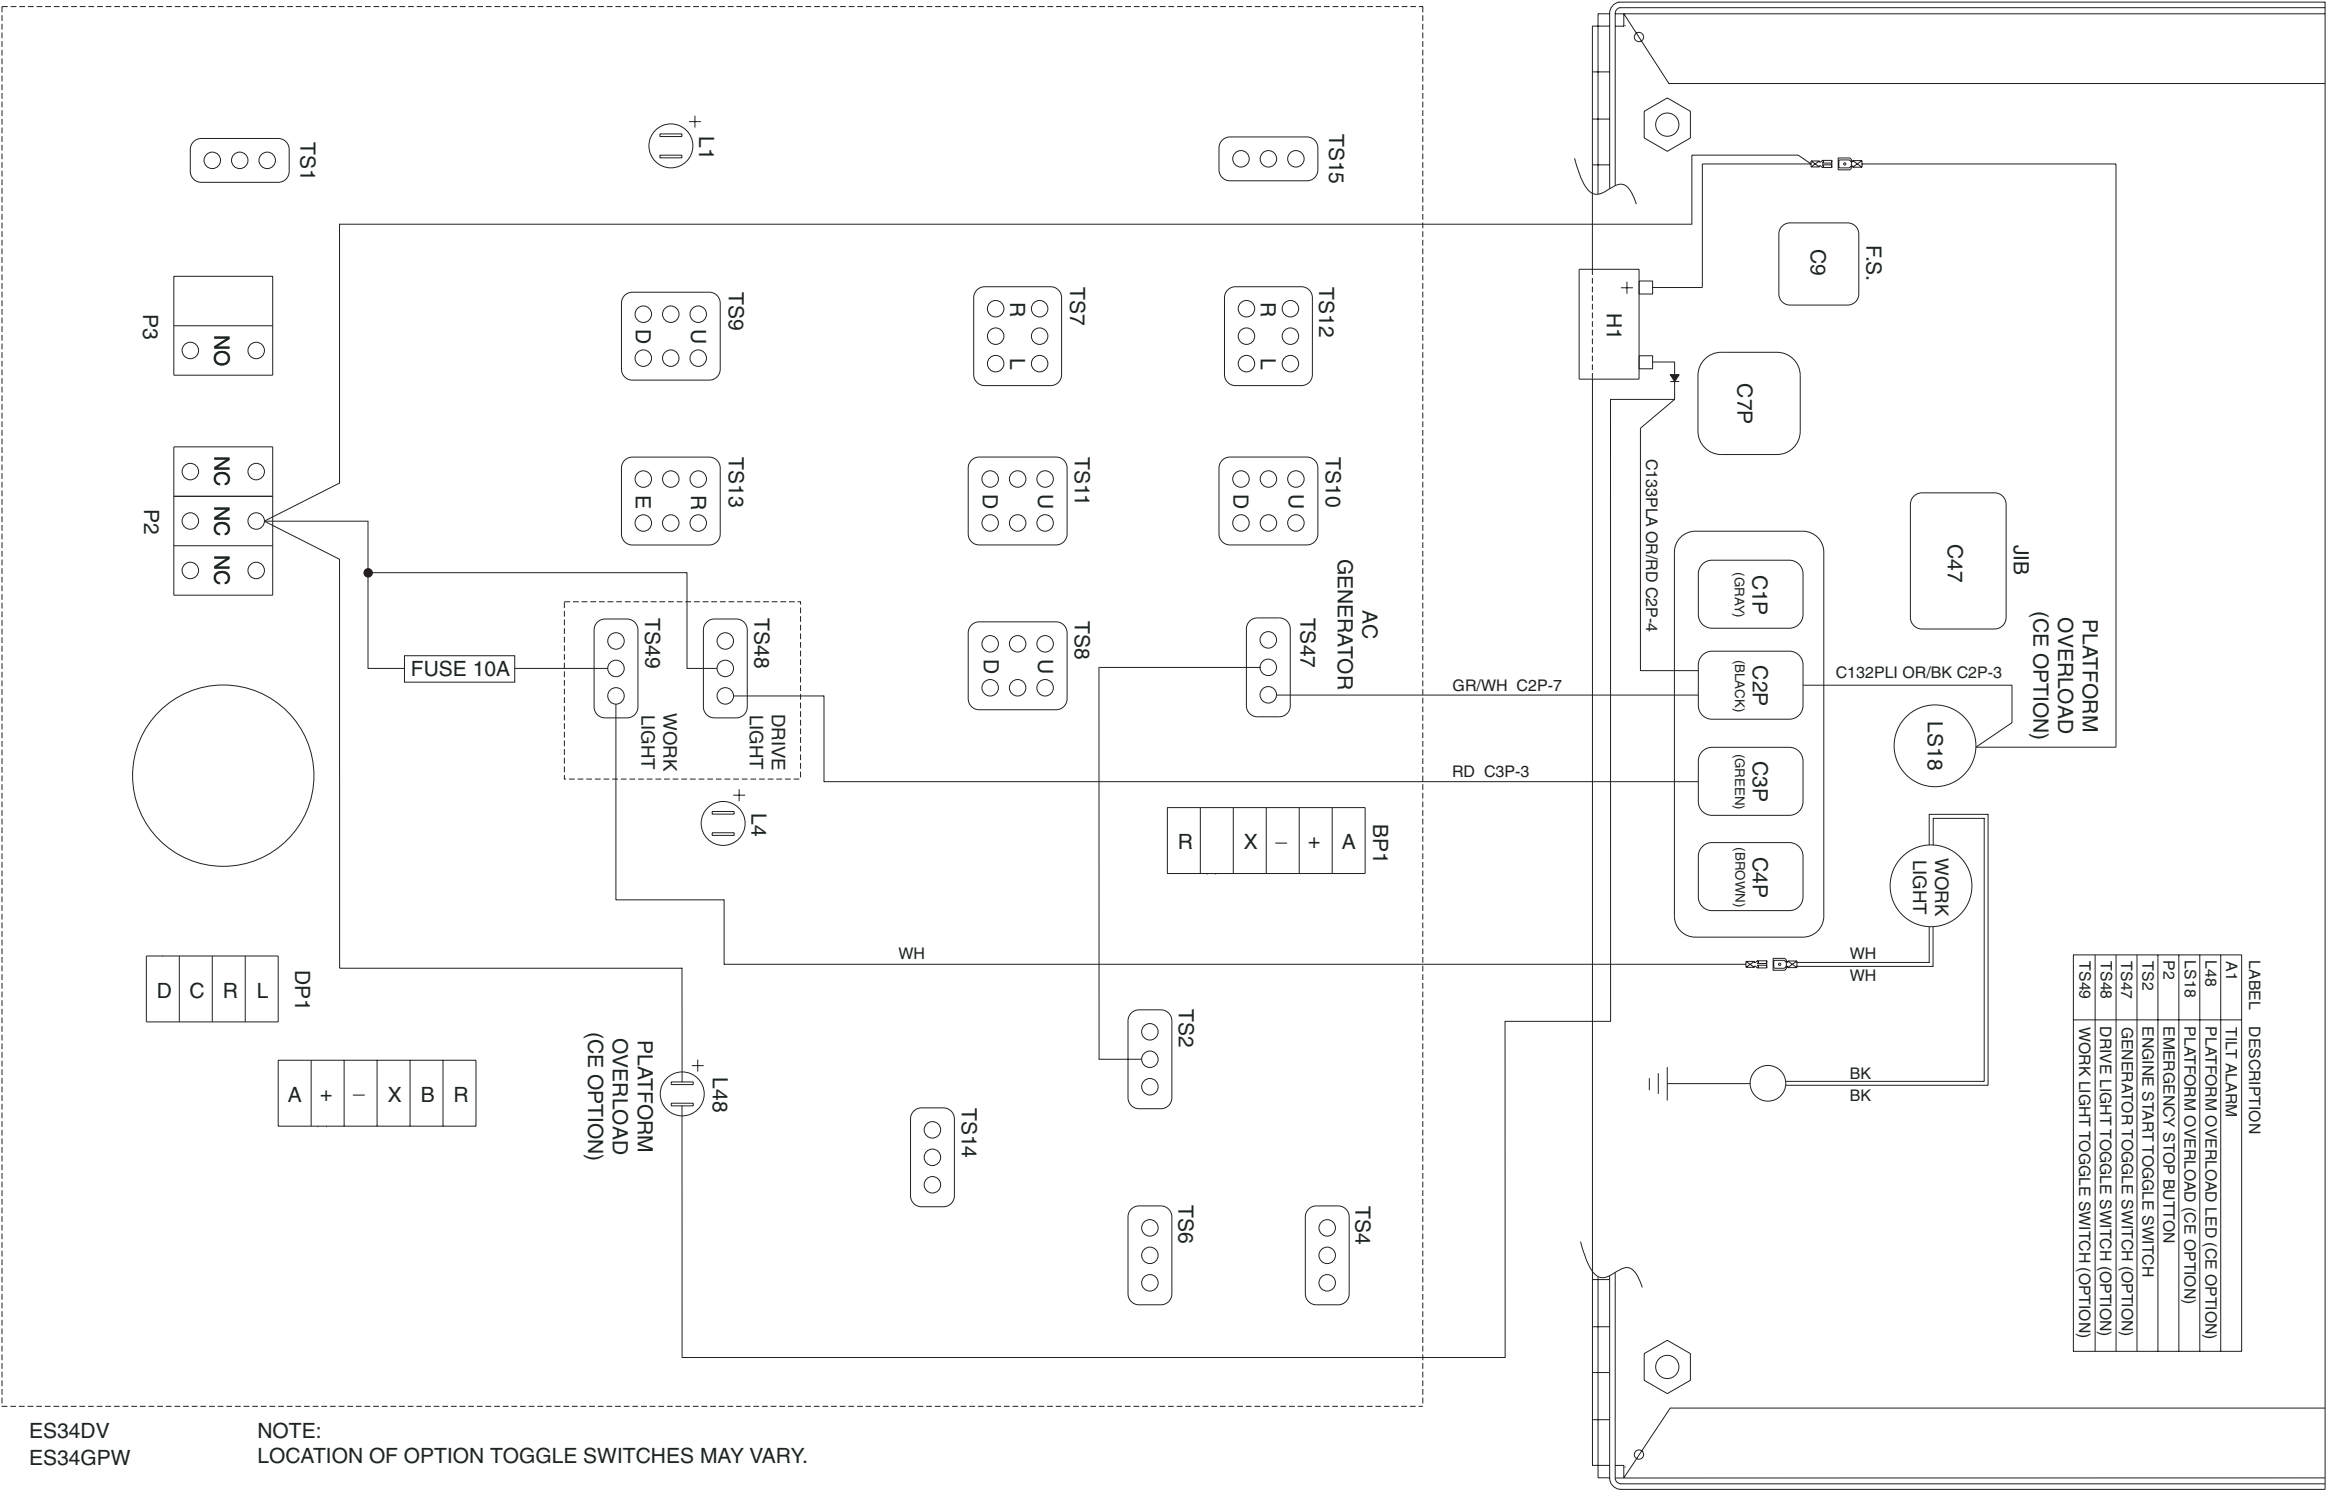 TS1
+
L1
TS15
P3
NO
TS9
D
U
TS7
R
L
TS12
R
L
+
H1
C9
F.S.
C7P
P2
NC
NC
NC
TS13
E
R
TS11
D
U
TS10
D
U
C133PLA OR/RD C2P-4
C47
JIB
C1P
(GRAY)
C2P
(BLACK)
C3P
(GREEN)
C4P
(BROWN)
C132PLI OR/BK C2P-3
PLATFORM
OVERLOAD
(CE OPTION)
LS18
FUSE 10A
TS49
TS48
WORK
LIGHT
DRIVE
LIGHT
TS8
D
U
AC
GENERATOR
TS47
GR/WH C2P-7
RD C3P-3
+
L4
BP1
R
X
–
+
A
WORK
LIGHT
WH
WH
WH
BK
BK
DP1
D
C
R
L
A
+
–
X
B
R
PLATFORM
OVERLOAD
(CE OPTION)
+
L48
TS2
TS14
TS6
TS4
LABEL DESCRIPTION
A1 TILT ALARM
L48 PLATFORM OVERLOAD LED (CE OPTION)
LS18 PLATFORM OVERLOAD (CE OPTION)
P2 EMERGENCY STOP BUTTON
TS2 ENGINE START TOGGLE SWITCH
TS47 GENERATOR TOGGLE SWITCH (OPTION)
TS48 DRIVE LIGHT TOGGLE SWITCH (OPTION)
TS49 WORK LIGHT TOGGLE SWITCH (OPTION)
ES34DV
ES34GPW
NOTE:
LOCATION OF OPTION TOGGLE SWITCHES MAY VARY.